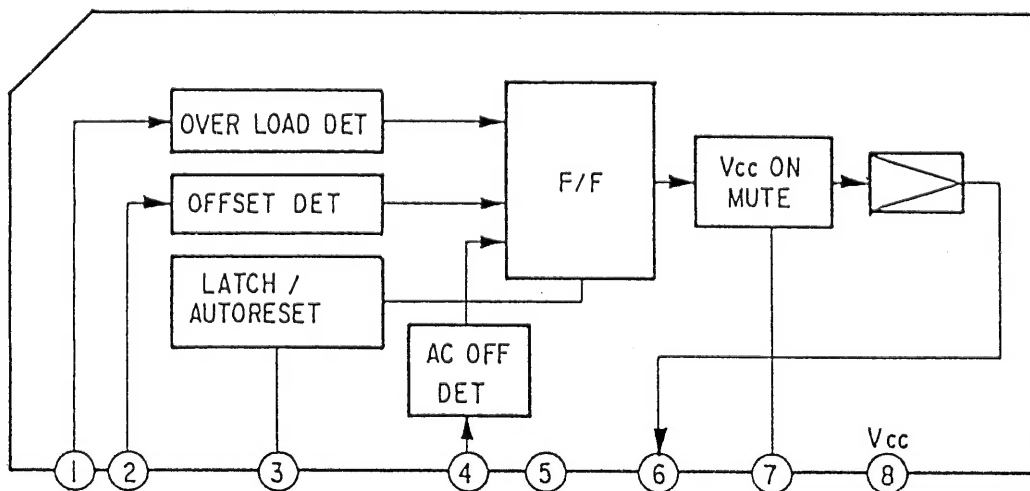 OVER LOAD DET
OFFSET DET
LATCH /
AUTORESET
AC OFF
DET
F/F
Vcc ON
MUTE
Vcc
1
2
3
4
5
6
7
8